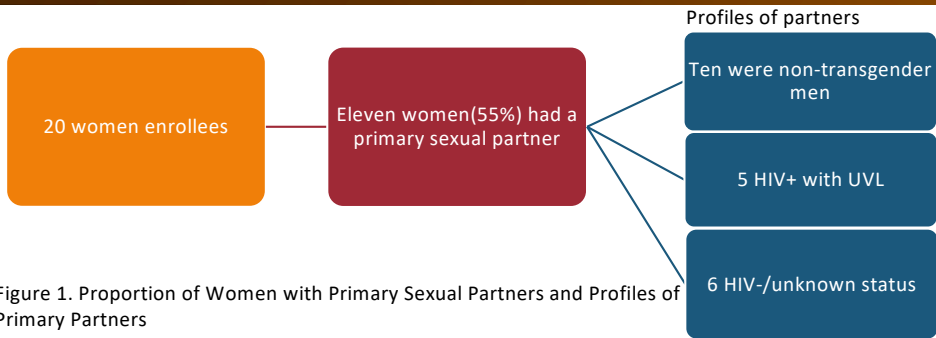 Profiles of partners
20 women enrollees
Eleven women(55%) had a
primary sexual partner
Ten were non-transgender
men
5 HIV+ with UVL
6 HIV-/unknown status
Figure 1. Proportion of Women with Primary Sexual Partners and Profiles of
Primary Partners